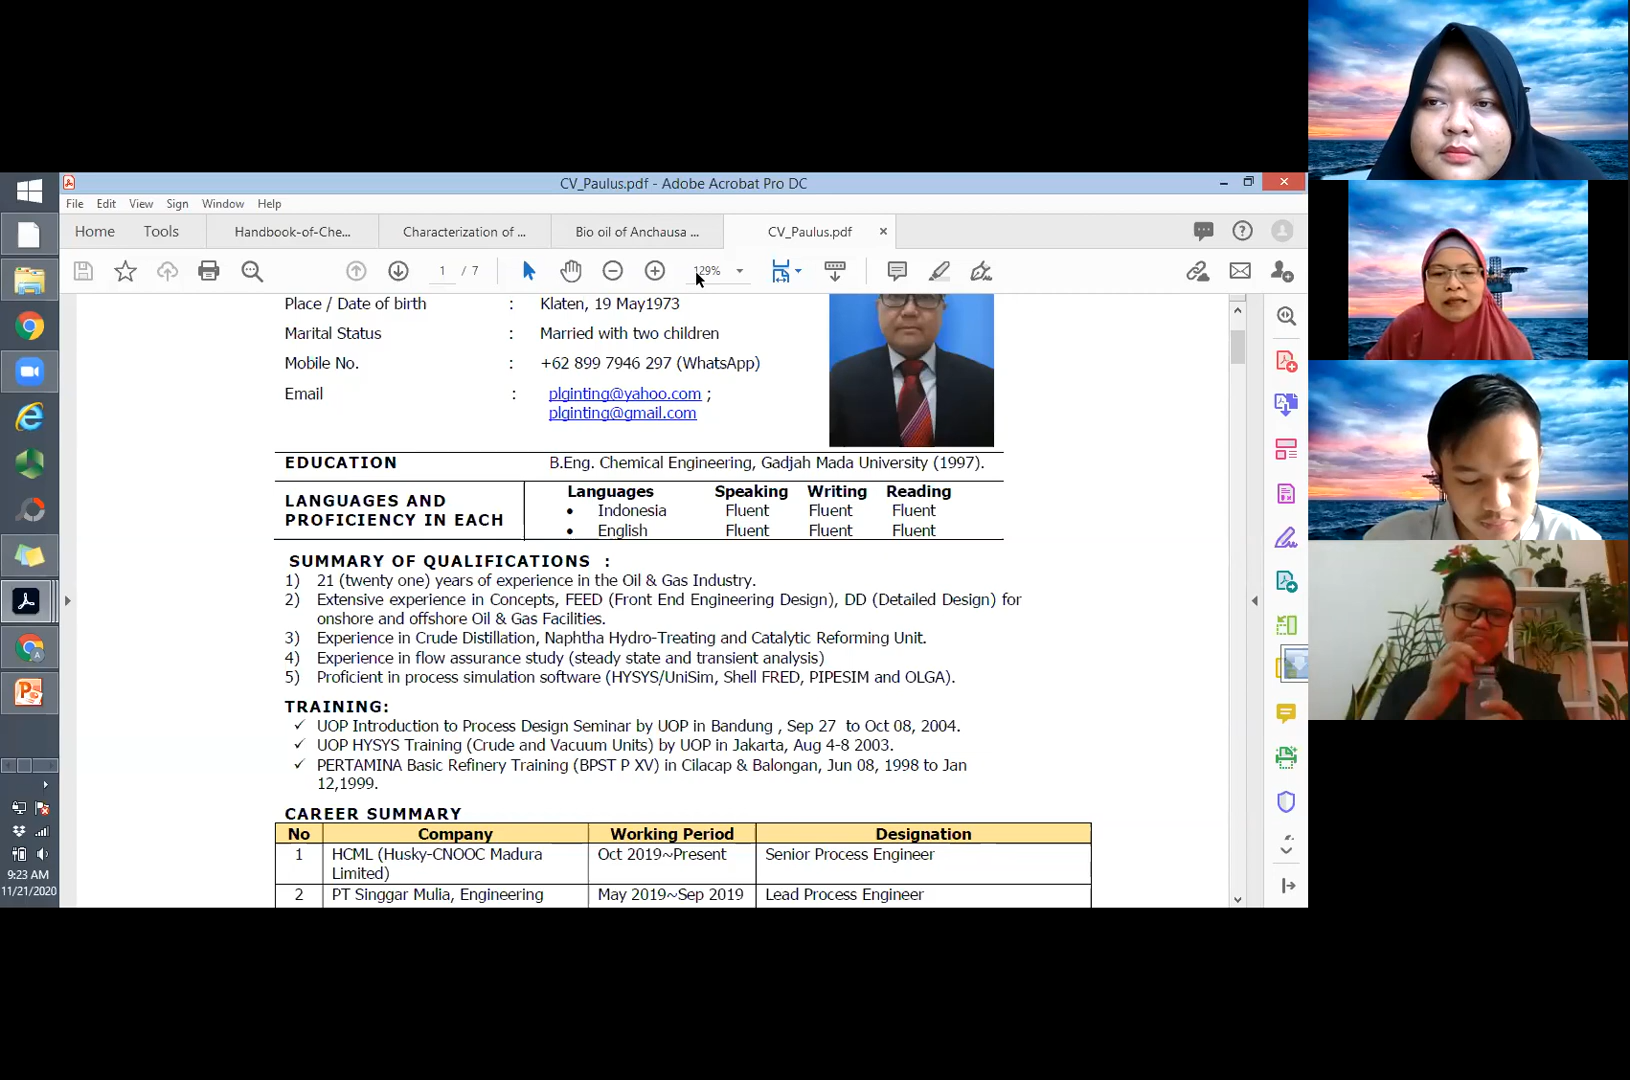 CV_Paulus.pdf - Adobe Acrobat Pro DC
File Edit View Sign Window Help
Home Tools Handbook-of-Che... Characterization of ... Bio oil of Anchausa ... CV_Paulus.pdf
1 / 7 129%
Place / Date of birth : Klaten, 19 May1973
Marital Status : Married with two children
Mobile No. : +62 899 7946 297 (WhatsApp)
Email : plginting@yahoo.com ;
plginting@gmail.com
EDUCATION B.Eng. Chemical Engineering, Gadjah Mada University (1997).
LANGUAGES AND PROFICIENCY IN EACH
Languages Speaking Writing Reading
• Indonesia Fluent Fluent Fluent
• English Fluent Fluent Fluent
SUMMARY OF QUALIFICATIONS :
1) 21 (twenty one) years of experience in the Oil & Gas Industry.
2) Extensive experience in Concepts, FEED (Front End Engineering Design), DD (Detailed Design) for
onshore and offshore Oil & Gas Facilities.
3) Experience in Crude Distillation, Naphtha Hydro-Treating and Catalytic Reforming Unit.
4) Experience in flow assurance study (steady state and transient analysis)
5) Proficient in process simulation software (HYSYS/UniSim, Shell FRED, PIPESIM and OLGA).
TRAINING:
✓ UOP Introduction to Process Design Seminar by UOP in Bandung , Sep 27 to Oct 08, 2004.
✓ UOP HYSYS Training (Crude and Vacuum Units) by UOP in Jakarta, Aug 4-8 2003.
✓ PERTAMINA Basic Refinery Training (BPST P XV) in Cilacap & Balongan, Jun 08, 1998 to Jan
12,1999.
CAREER SUMMARY
No Company Working Period Designation
1 HCML (Husky-CNOOC Madura Oct 2019~Present Senior Process Engineer
Limited)
2 PT Singgar Mulia, Engineering May 2019~Sep 2019 Lead Process Engineer
9:23 AM
11/21/2020